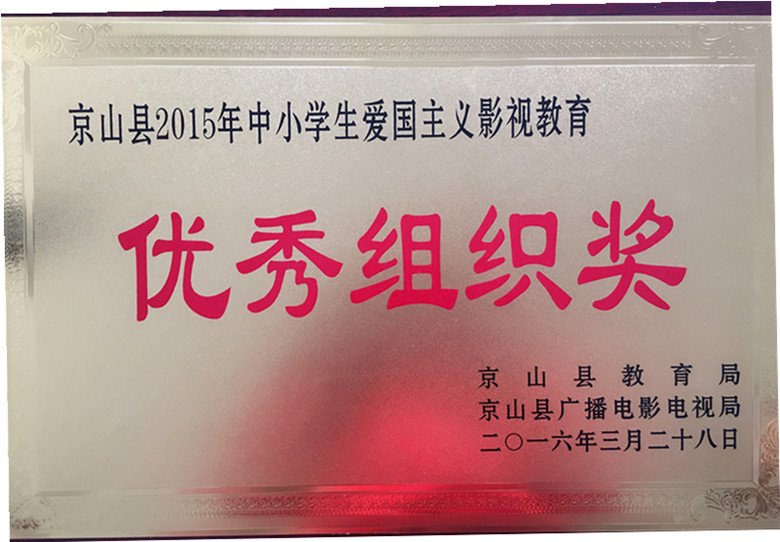 京山县2015年中小学生爱国主义影视教育
优秀组织奖
京山县教育局
京山县广播电影电视局
二〇一六年三月二十八日